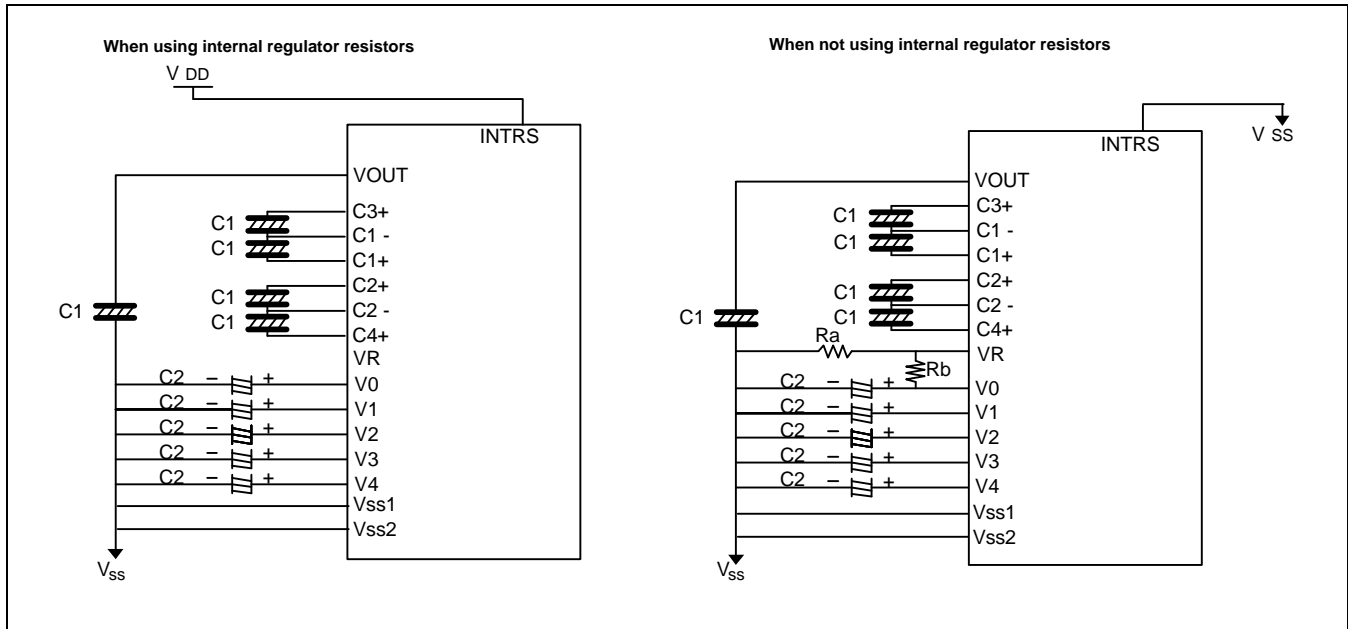 When using internal regulator resistors
V DD
INTRS
VOUT
C3+
C1 C1 -
C1 C1+
C2+
C1 C2 -
C1 C4+
C1
VR
C2 – + V0
C2 – + V1
C2 – + V2
C2 – + V3
C2 – + V4
Vss1
Vss2
Vss
When not using internal regulator resistors
V SS
INTRS
VOUT
C3+
C1 C1 -
C1 C1+
C2+
C1 C2 -
C1 C4+
C1
Ra VR
Rb
C2 – + V0
C2 – + V1
C2 – + V2
C2 – + V3
C2 – + V4
Vss1
Vss2
Vss